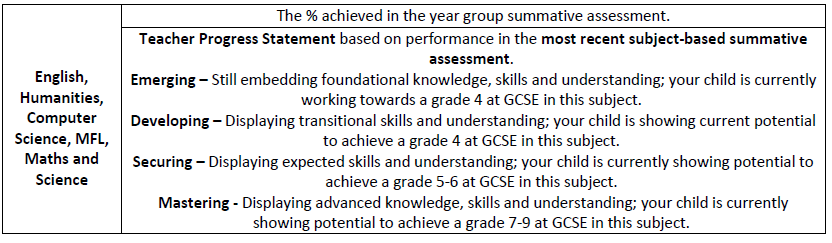 The % achieved in the year group summative assessment.
English,
Humanities,
Computer
Science, MFL,
Maths and
Science
Teacher Progress Statement based on performance in the most recent subject-based summative
assessment.
Emerging – Still embedding foundational knowledge, skills and understanding; your child is currently
working towards a grade 4 at GCSE in this subject.
Developing – Displaying transitional skills and understanding; your child is showing current potential
to achieve a grade 4 at GCSE in this subject.
Securing – Displaying expected skills and understanding; your child is currently showing potential to
achieve a grade 5-6 at GCSE in this subject.
Mastering - Displaying advanced knowledge, skills and understanding; your child is currently
showing potential to achieve a grade 7-9 at GCSE in this subject.